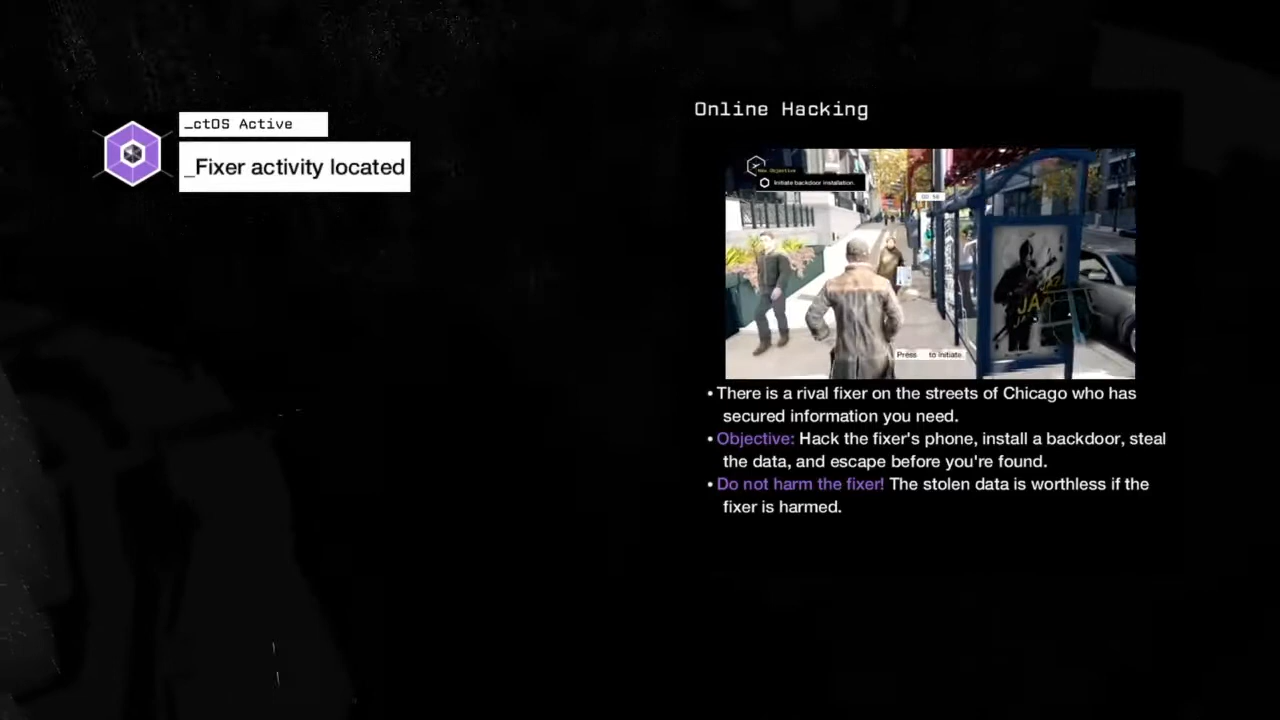 _ctOS Active
_Fixer activity located
Online Hacking
New Objective
Initiate backdoor installation.
Press to initiate
• There is a rival fixer on the streets of Chicago who has
secured information you need.
• Objective: Hack the fixer's phone, install a backdoor, steal
the data, and escape before you're found.
• Do not harm the fixer! The stolen data is worthless if the
fixer is harmed.